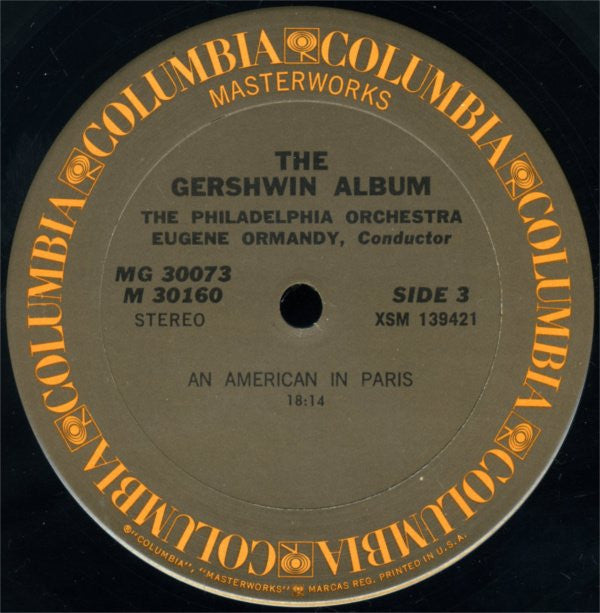 COLUMBIA COLUMBIA COLUMBIA COLUMBIA COLUMBIA COLUMBIA
MASTERWORKS
THE
GERSHWIN ALBUM
THE PHILADELPHIA ORCHESTRA
EUGENE ORMANDY, Conductor
MG 30073
M 30160 SIDE 3
STEREO XSM 139421
AN AMERICAN IN PARIS
18:14
®"COLUMBIA", "MASTERWORKS" MARCAS REG. PRINTED IN U.S.A.